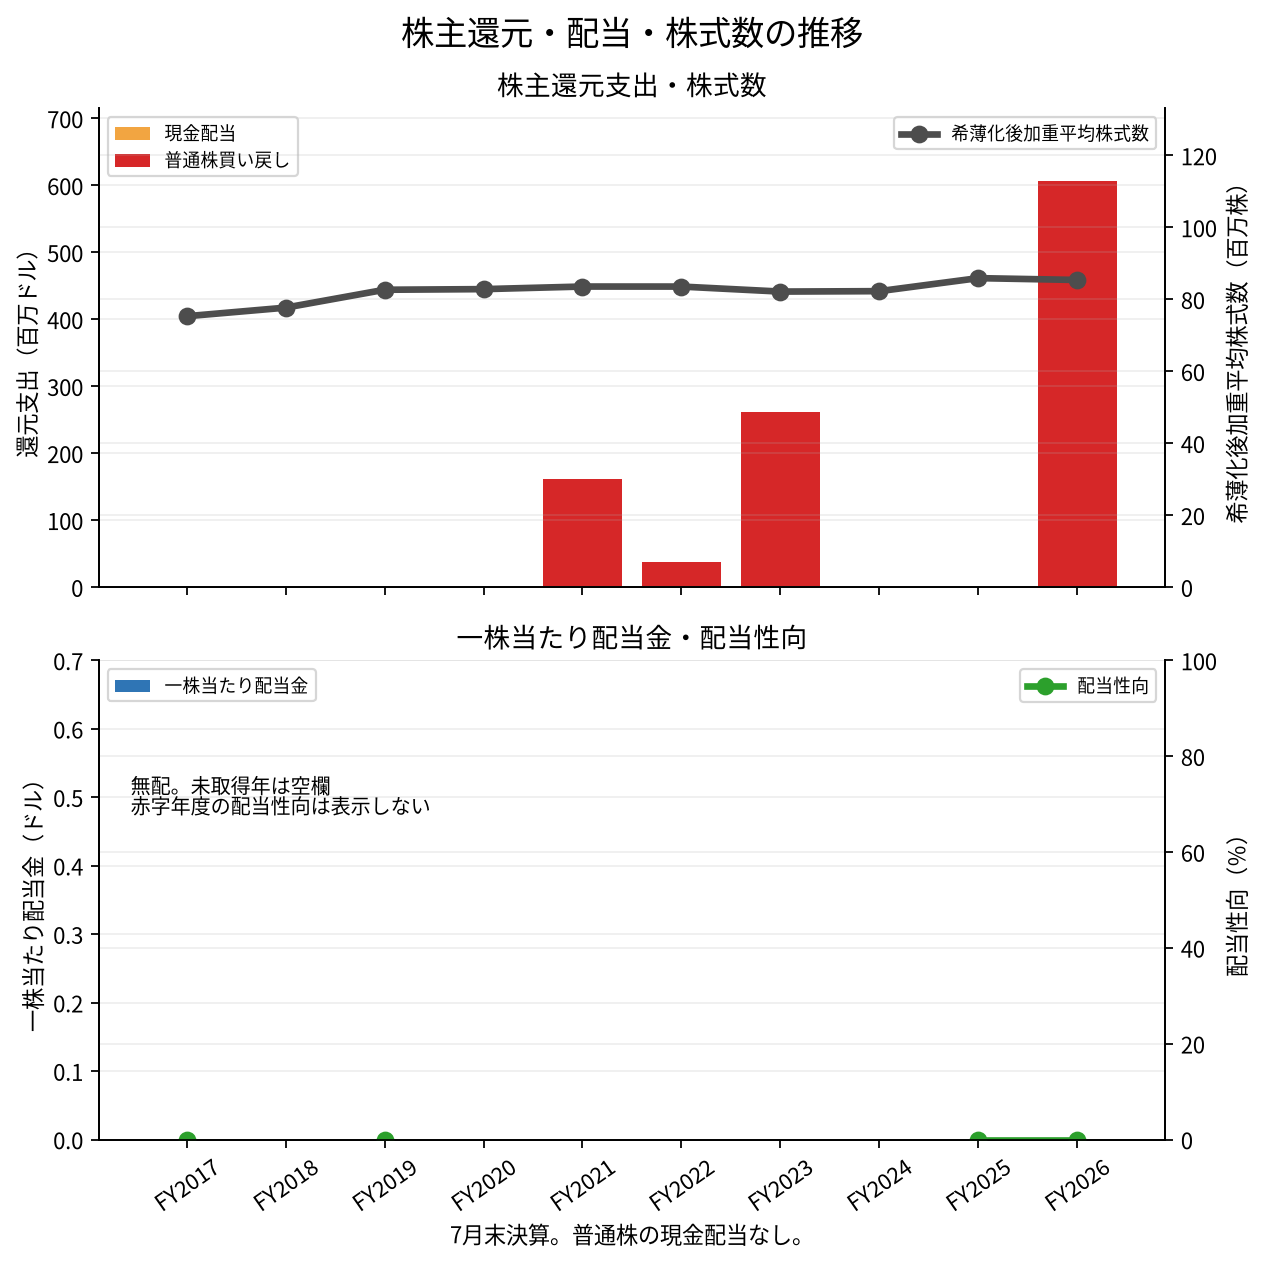 株主還元・配当・株式数の推移
株主還元支出・株式数
現金配当
普通株買い戻し
希薄化後加重平均株式数
還元支出（百万ドル）
700
600
500
400
300
200
100
0
120
100
80
60
40
20
0
希薄化後加重平均株式数（百万株）
一株当たり配当金・配当性向
一株当たり配当金
配当性向
無配。未取得年は空欄
赤字年度の配当性向は表示しない
一株当たり配当金（ドル）
0.7
0.6
0.5
0.4
0.3
0.2
0.1
0.0
100
80
60
40
20
0
配当性向（%）
FY2017
FY2018
FY2019
FY2020
FY2021
FY2022
FY2023
FY2024
FY2025
FY2026
7月末決算。普通株の現金配当なし。